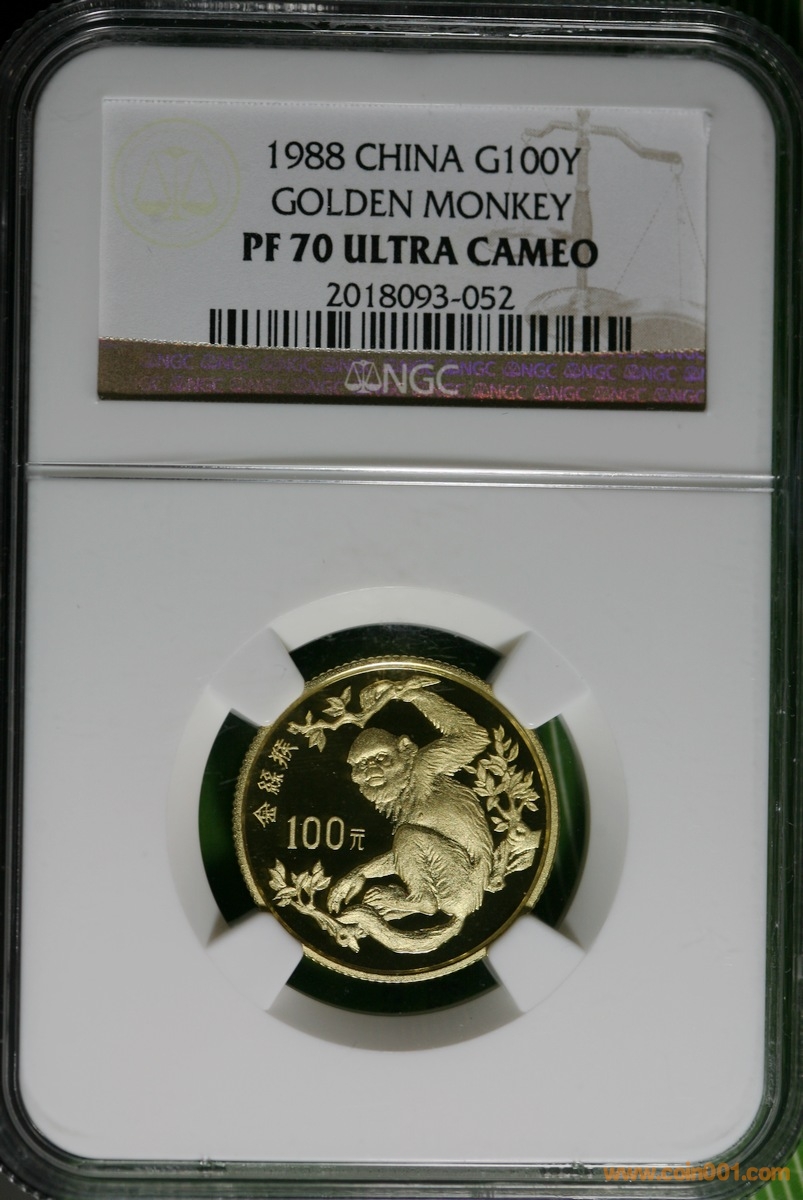 1988 CHINA G100Y
GOLDEN MONKEY
PF 70 ULTRA CAMEO
2018093-052
NGC
金絲猴
100元
www.coin001.com